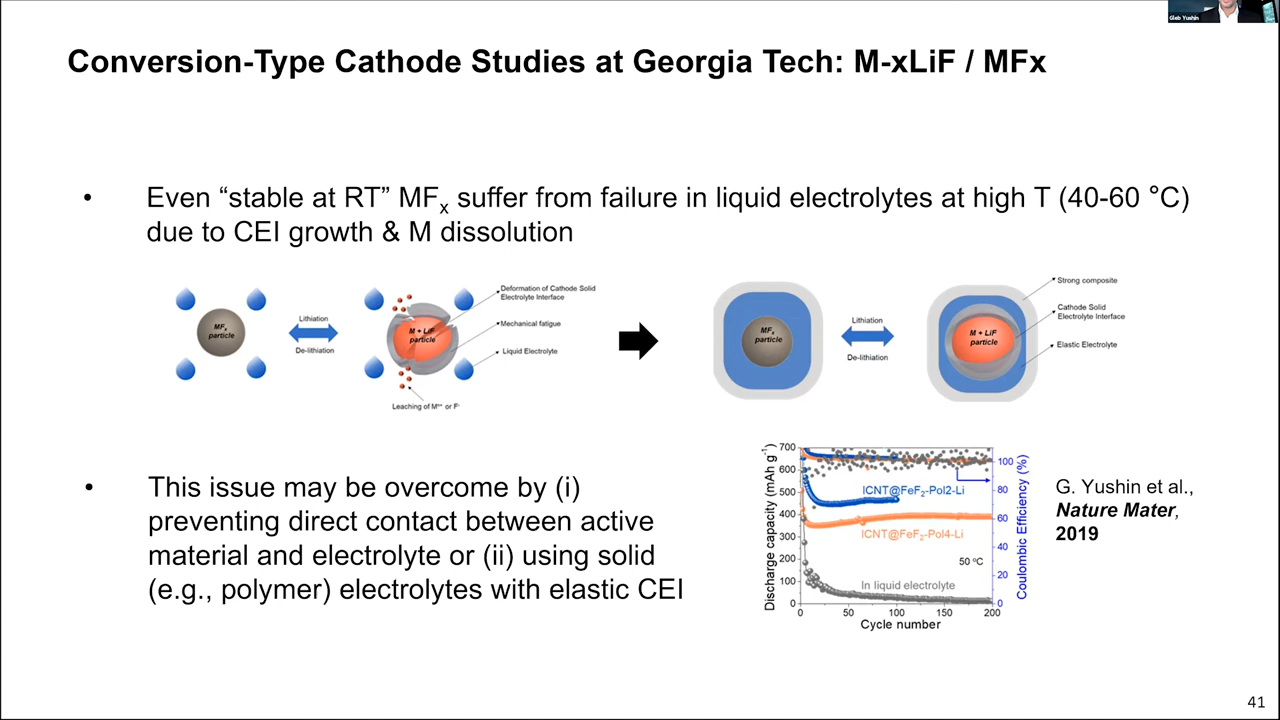 Gleb Yushin
Conversion-Type Cathode Studies at Georgia Tech: M-xLiF / MFx
• Even “stable at RT” MFx suffer from failure in liquid electrolytes at high T (40-60 °C)
due to CEI growth & M dissolution
MFx
particle
Lithiation
De-lithiation
M + LiF
particle
Deformation of Cathode Solid
Electrolyte Interface
Mechanical fatigue
Liquid Electrolyte
Leaching of Mⁿ⁺ or F⁻
MFx
particle
Lithiation
De-lithiation
M + LiF
particle
Strong composite
Cathode Solid
Electrolyte Interface
Elastic Electrolyte
• This issue may be overcome by (i)
preventing direct contact between active
material and electrolyte or (ii) using solid
(e.g., polymer) electrolytes with elastic CEI
Discharge capacity (mAh g⁻¹)
700
600
500
400
300
200
100
0
ICNT@FeF₂-Pol2-Li
ICNT@FeF₂-Pol4-Li
50 °C
In liquid electrolyte
0 50 100 150 200
Cycle number
100
80
60
40
20
0
Coulombic Efficiency (%)
G. Yushin et al.,
Nature Mater,
2019
41